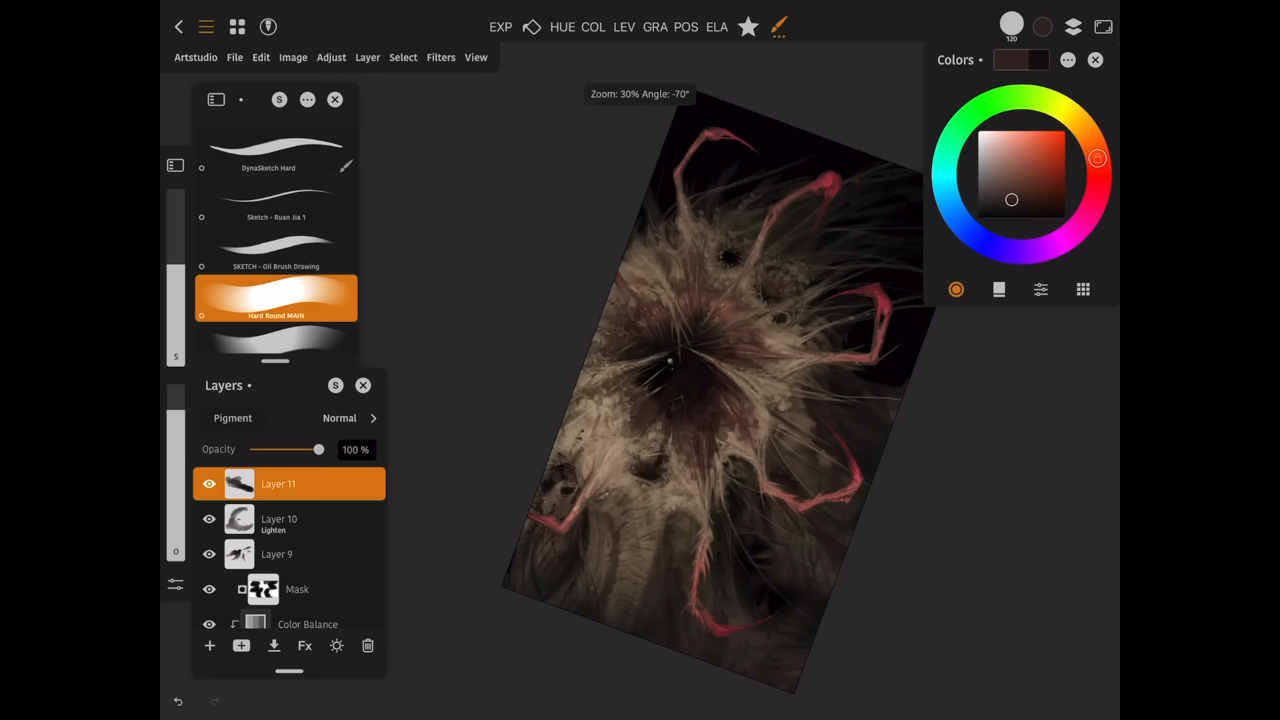 EXP HUE COL LEV GRA POS ELA
120
Artstudio File Edit Image Adjust Layer Select Filters View
Colors
Zoom: 30% Angle: -70°
S
DynaSketch Hard
Sketch - Ruan Jia 1
SKETCH - Oil Brush Drawing
Hard Round MAIN
S
Layers
S
Pigment Normal
Opacity 100 %
Layer 11
Layer 10
Lighten
Layer 9
O
Mask
Color Balance
Fx